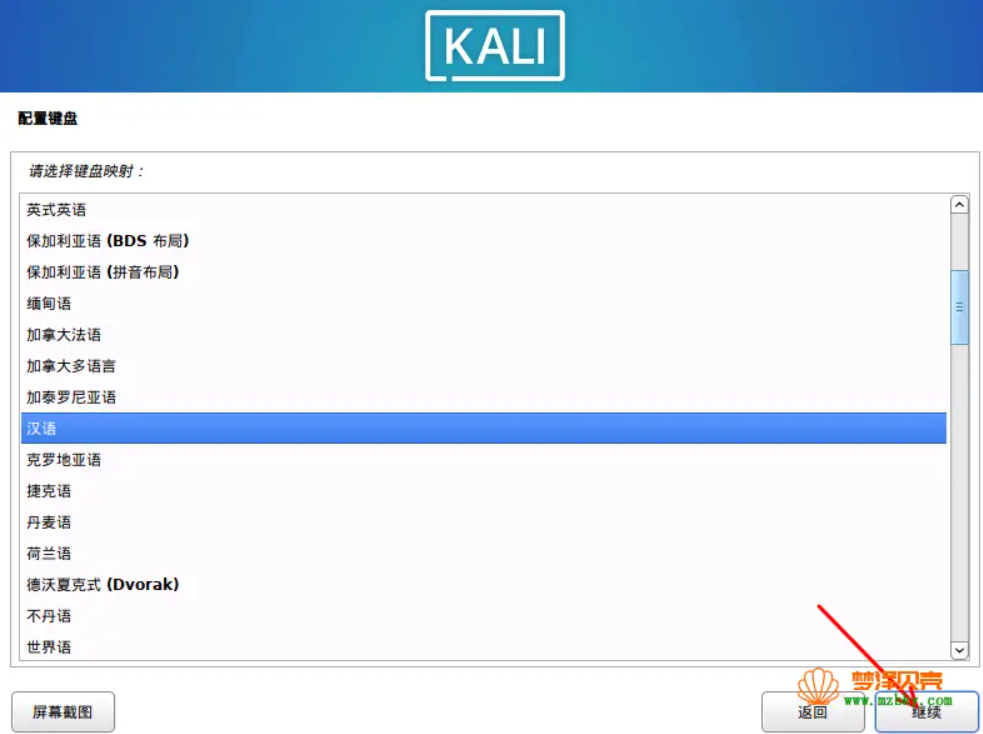 KALI
配置键盘
请选择键盘映射：
英式英语
保加利亚语 (BDS 布局)
保加利亚语 (拼音布局)
缅甸语
加拿大法语
加拿大多语言
加泰罗尼亚语
汉语
克罗地亚语
捷克语
丹麦语
荷兰语
德沃夏克式 (Dvorak)
不丹语
世界语
梦泽贝壳
屏幕截图
返回
继续